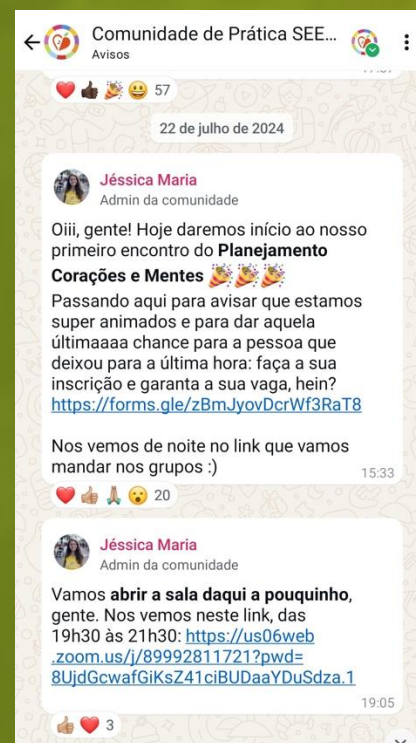 Comunidade de Prática SEE...
Avisos
57
22 de julho de 2024
Jéssica Maria
Admin da comunidade
Oiii, gente! Hoje daremos início ao nosso
primeiro encontro do Planejamento
Corações e Mentes 🎉🎉🎉
Passando aqui para avisar que estamos
super animados e para dar aquela
últimaaaa chance para a pessoa que
deixou para a última hora: faça a sua
inscrição e garanta a sua vaga, hein?
https://forms.gle/zBmJyovDcrWf3RaT8
Nos vemos de noite no link que vamos
mandar nos grupos :)
15:33
20
Jéssica Maria
Admin da comunidade
Vamos abrir a sala daqui a pouquinho,
gente. Nos vemos neste link, das
19h30 às 21h30: https://us06web
.zoom.us/j/89992811721?pwd=
8UjdGcwafGiKsZ41ciBUDaaYDuSdza.1
19:05
3